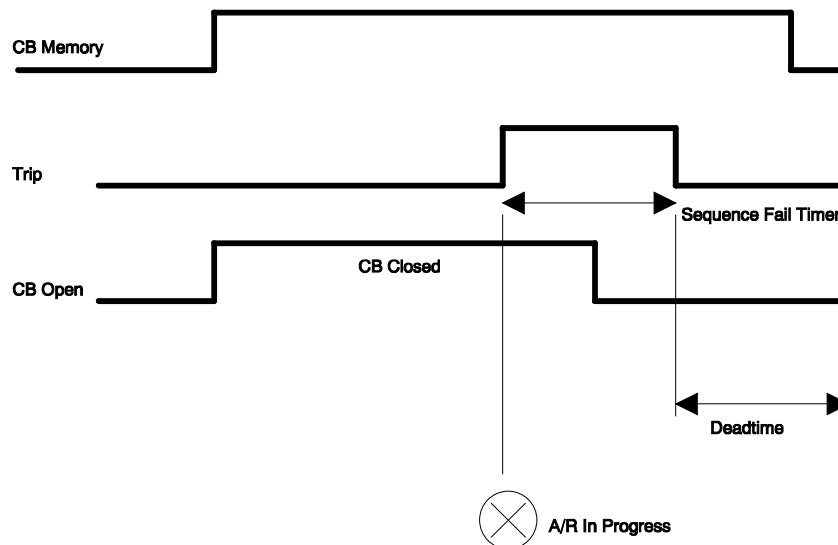 CB Memory
Trip
Sequence Fail Timer
CB Closed
CB Open
Deadtime
A/R In Progress